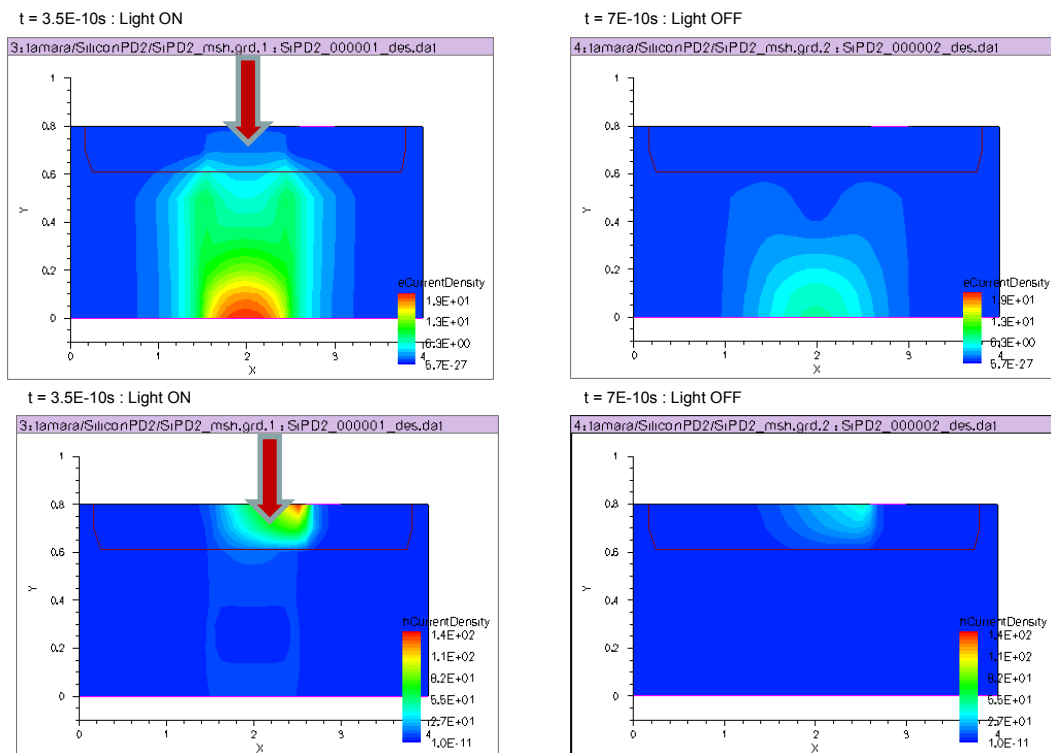 t = 3.5E-10s : Light ON
t = 7E-10s : Light OFF
3:tamara/SiliconPD2/SiPD2_msh.grd.1 : SiPD2_000001_des.dat
4:tamara/SiliconPD2/SiPD2_msh.grd.2 : SiPD2_000002_des.dat
1
0.8
0.6
0.4
0.2
0
Y
0 1 2 3 4
X
eCurrentDensity
1.9E+01
1.3E+01
6.3E+00
5.7E-27
1
0.8
0.6
0.4
0.2
0
Y
0 1 2 3 4
X
eCurrentDensity
1.9E+01
1.3E+01
6.3E+00
5.7E-27
t = 3.5E-10s : Light ON
t = 7E-10s : Light OFF
3:tamara/SiliconPD2/SiPD2_msh.grd.1 : SiPD2_000001_des.dat
4:tamara/SiliconPD2/SiPD2_msh.grd.2 : SiPD2_000002_des.dat
1
0.8
0.6
0.4
0.2
0
Y
0 1 2 3 4
X
hCurrentDensity
1.4E+02
1.1E+02
8.2E+01
5.5E+01
2.7E+01
1.0E-11
1
0.8
0.6
0.4
0.2
0
Y
0 1 2 3 4
X
hCurrentDensity
1.4E+02
1.1E+02
8.2E+01
5.5E+01
2.7E+01
1.0E-11